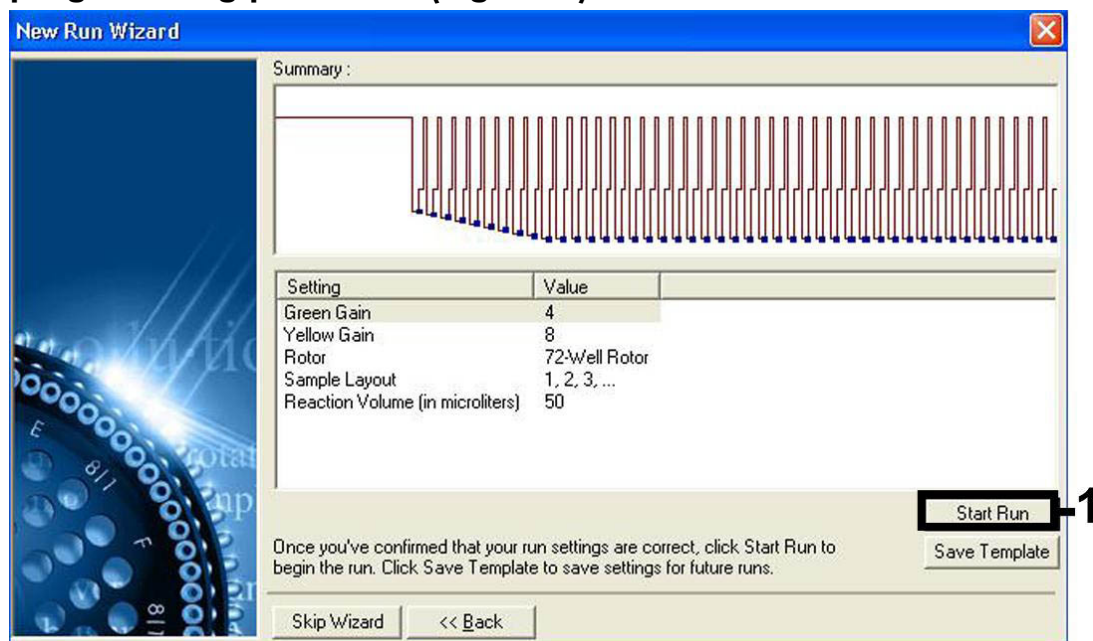 New Run Wizard
Summary :
Setting Value
Green Gain 4
Yellow Gain 8
Rotor 72-Well Rotor
Sample Layout 1, 2, 3, ...
Reaction Volume (in microliters) 50
Start Run 1
Once you've confirmed that your run settings are correct, click Start Run to
begin the run. Click Save Template to save settings for future runs.
Save Template
Skip Wizard << Back